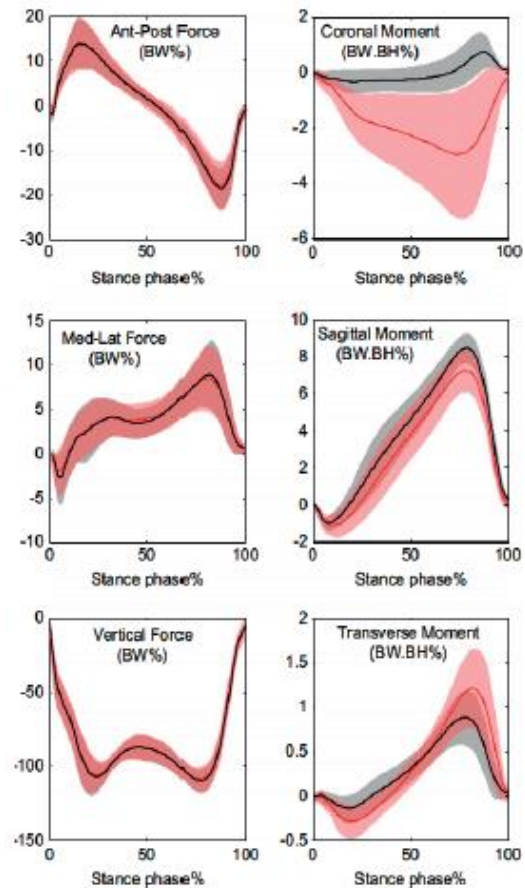 Ant-Post Force
(BW%)
20
10
0
-10
-20
-30
0
50
100
Stance phase%
Coronal Moment
(BW.BH%)
2
0
-2
-4
-6
0
50
100
Stance phase%
Med-Lat Force
(BW%)
15
10
5
0
-5
-10
0
50
100
Stance phase%
Sagittal Moment
(BW.BH%)
10
8
6
4
2
0
-2
0
50
100
Stance phase%
Vertical Force
(BW%)
0
-50
-100
-150
0
50
100
Stance phase%
Transverse Moment
(BW.BH%)
2
1.5
1
0.5
0
-0.5
0
50
100
Stance phase%